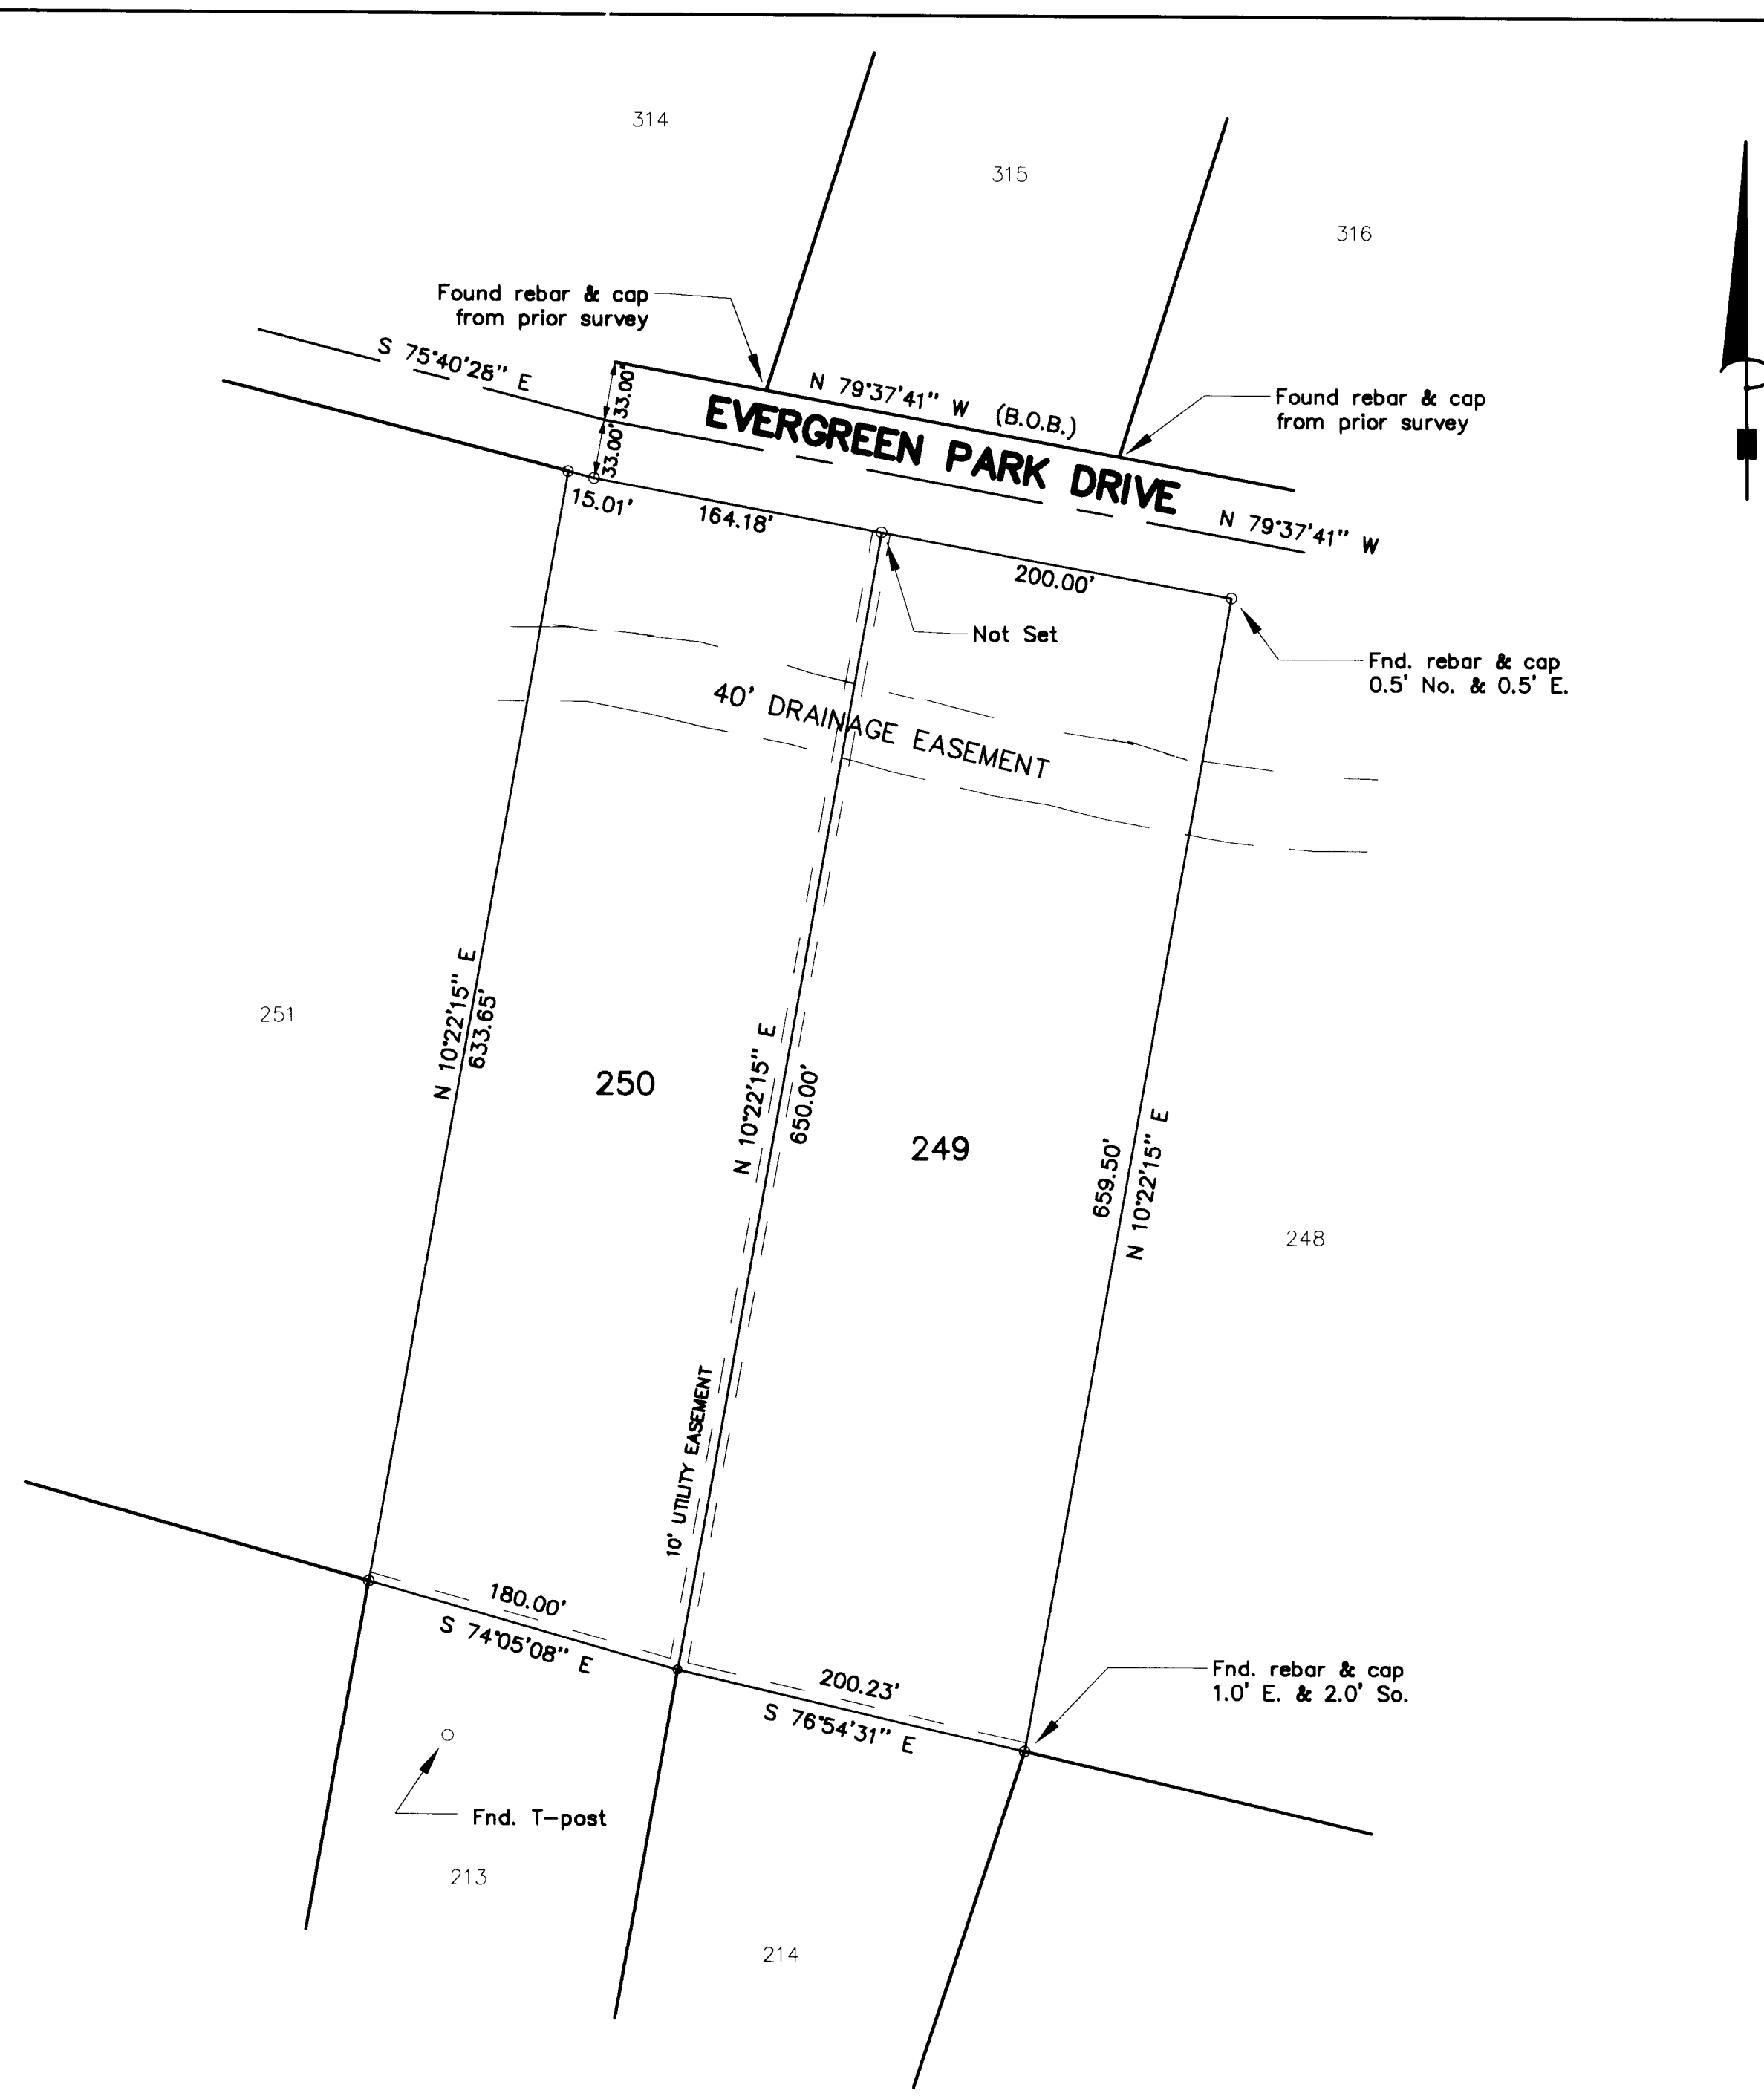 314
315
316
Found rebar & cap
from prior survey
S 75°40'28" E
33.00'
33.00'
N 79°37'41" W (B.O.B.)
Found rebar & cap
from prior survey
EVERGREEN PARK DRIVE
N 79°37'41" W
15.01'
164.18'
200.00'
Not Set
Fnd. rebar & cap
0.5' No. & 0.5' E.
40' DRAINAGE EASEMENT
251
N 10°22'15" E
633.65'
250
N 10°22'15" E
650.00'
249
659.50'
N 10°22'15" E
248
10' UTILITY EASEMENT
180.00'
S 74°05'08" E
200.23'
S 76°54'31" E
Fnd. rebar & cap
1.0' E. & 2.0' So.
Fnd. T-post
213
214